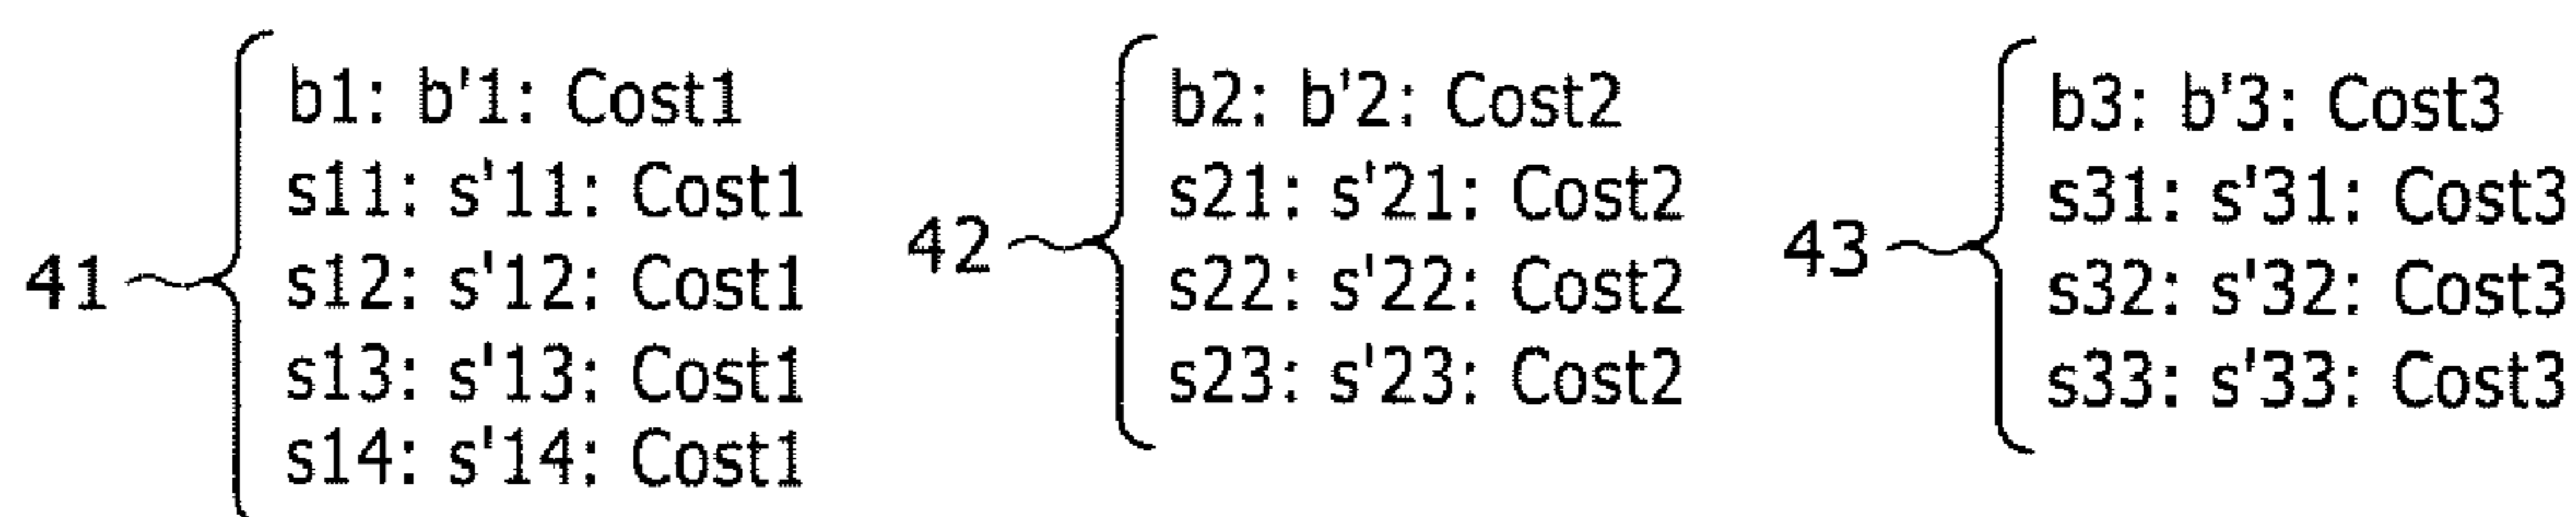 41
b1: b'1: Cost1
s11: s'11: Cost1
s12: s'12: Cost1
s13: s'13: Cost1
s14: s'14: Cost1
42
b2: b'2: Cost2
s21: s'21: Cost2
s22: s'22: Cost2
s23: s'23: Cost2
43
b3: b'3: Cost3
s31: s'31: Cost3
s32: s'32: Cost3
s33: s'33: Cost3